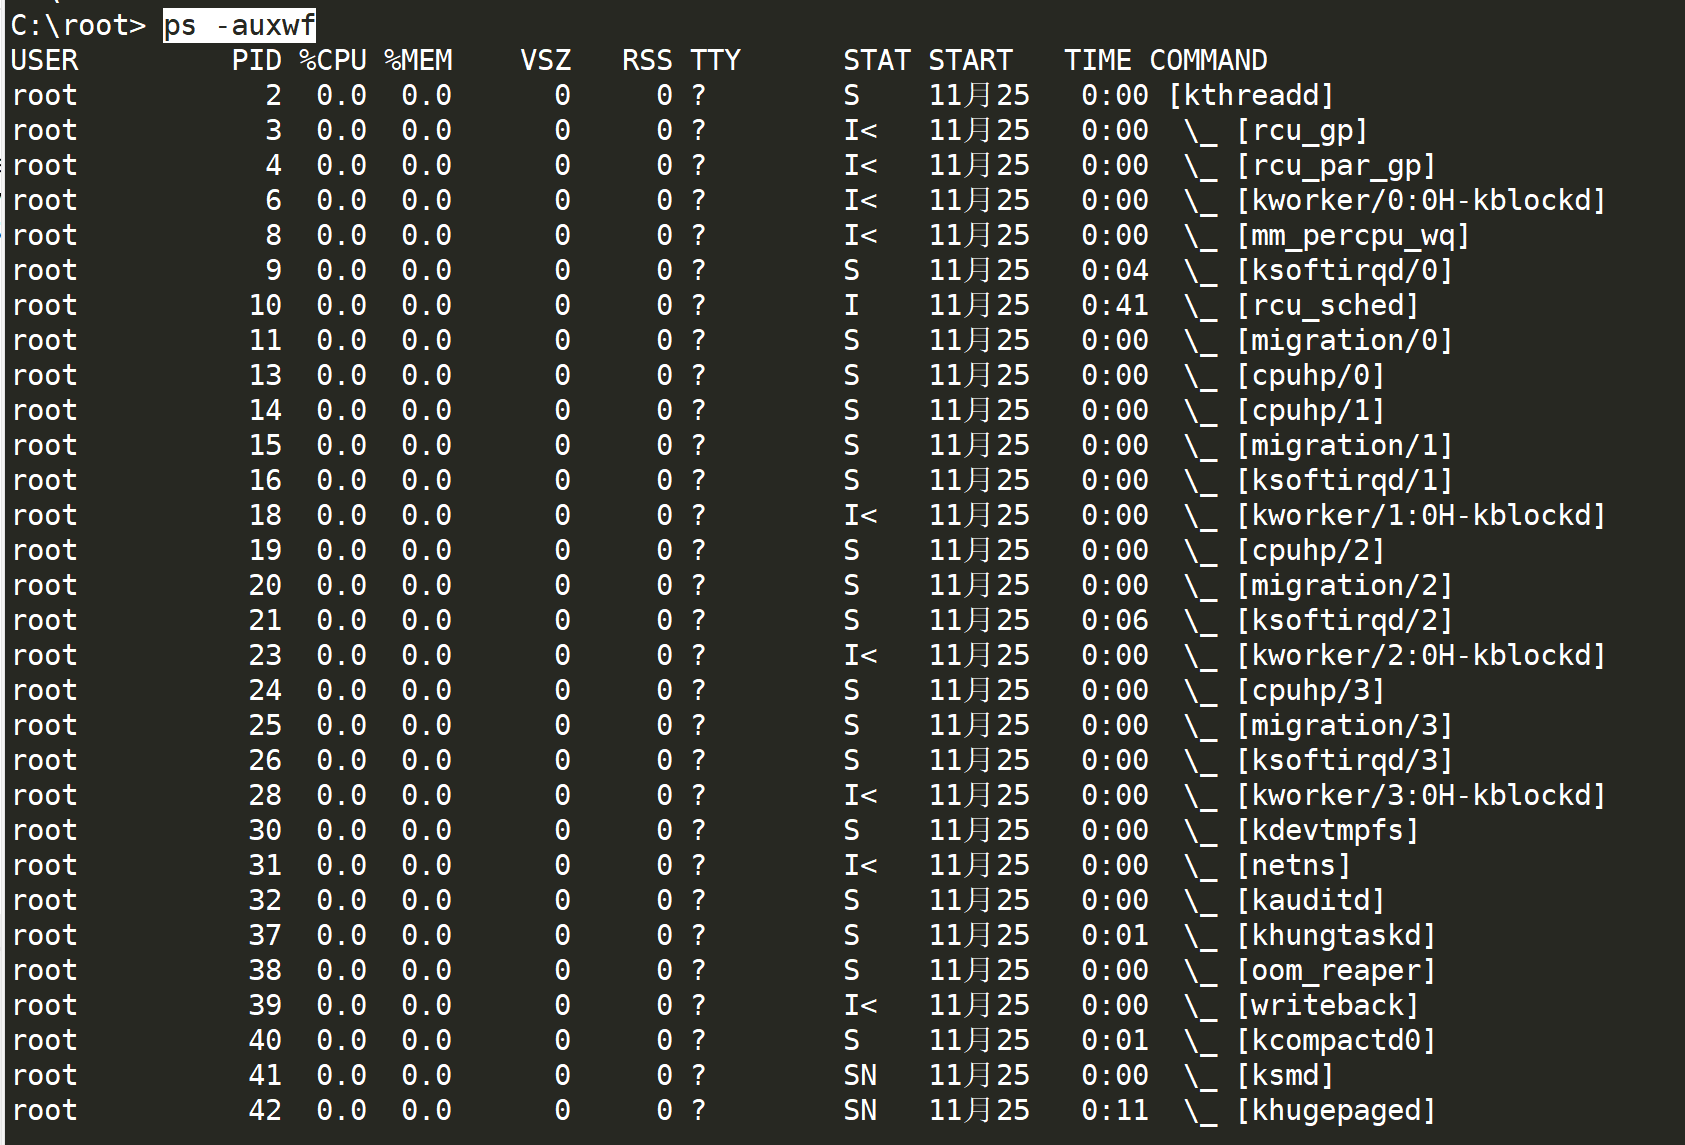 C:\root> ps -auxwf
USER         PID %CPU %MEM    VSZ   RSS TTY      STAT START   TIME COMMAND
root           2  0.0  0.0      0     0 ?        S    11月25   0:00 [kthreadd]
root           3  0.0  0.0      0     0 ?        I<   11月25   0:00  \_ [rcu_gp]
root           4  0.0  0.0      0     0 ?        I<   11月25   0:00  \_ [rcu_par_gp]
root           6  0.0  0.0      0     0 ?        I<   11月25   0:00  \_ [kworker/0:0H-kblockd]
root           8  0.0  0.0      0     0 ?        I<   11月25   0:00  \_ [mm_percpu_wq]
root           9  0.0  0.0      0     0 ?        S    11月25   0:04  \_ [ksoftirqd/0]
root          10  0.0  0.0      0     0 ?        I    11月25   0:41  \_ [rcu_sched]
root          11  0.0  0.0      0     0 ?        S    11月25   0:00  \_ [migration/0]
root          13  0.0  0.0      0     0 ?        S    11月25   0:00  \_ [cpuhp/0]
root          14  0.0  0.0      0     0 ?        S    11月25   0:00  \_ [cpuhp/1]
root          15  0.0  0.0      0     0 ?        S    11月25   0:00  \_ [migration/1]
root          16  0.0  0.0      0     0 ?        S    11月25   0:00  \_ [ksoftirqd/1]
root          18  0.0  0.0      0     0 ?        I<   11月25   0:00  \_ [kworker/1:0H-kblockd]
root          19  0.0  0.0      0     0 ?        S    11月25   0:00  \_ [cpuhp/2]
root          20  0.0  0.0      0     0 ?        S    11月25   0:00  \_ [migration/2]
root          21  0.0  0.0      0     0 ?        S    11月25   0:06  \_ [ksoftirqd/2]
root          23  0.0  0.0      0     0 ?        I<   11月25   0:00  \_ [kworker/2:0H-kblockd]
root          24  0.0  0.0      0     0 ?        S    11月25   0:00  \_ [cpuhp/3]
root          25  0.0  0.0      0     0 ?        S    11月25   0:00  \_ [migration/3]
root          26  0.0  0.0      0     0 ?        S    11月25   0:00  \_ [ksoftirqd/3]
root          28  0.0  0.0      0     0 ?        I<   11月25   0:00  \_ [kworker/3:0H-kblockd]
root          30  0.0  0.0      0     0 ?        S    11月25   0:00  \_ [kdevtmpfs]
root          31  0.0  0.0      0     0 ?        I<   11月25   0:00  \_ [netns]
root          32  0.0  0.0      0     0 ?        S    11月25   0:00  \_ [kauditd]
root          37  0.0  0.0      0     0 ?        S    11月25   0:01  \_ [khungtaskd]
root          38  0.0  0.0      0     0 ?        S    11月25   0:00  \_ [oom_reaper]
root          39  0.0  0.0      0     0 ?        I<   11月25   0:00  \_ [writeback]
root          40  0.0  0.0      0     0 ?        S    11月25   0:01  \_ [kcompactd0]
root          41  0.0  0.0      0     0 ?        SN   11月25   0:00  \_ [ksmd]
root          42  0.0  0.0      0     0 ?        SN   11月25   0:11  \_ [khugepaged]